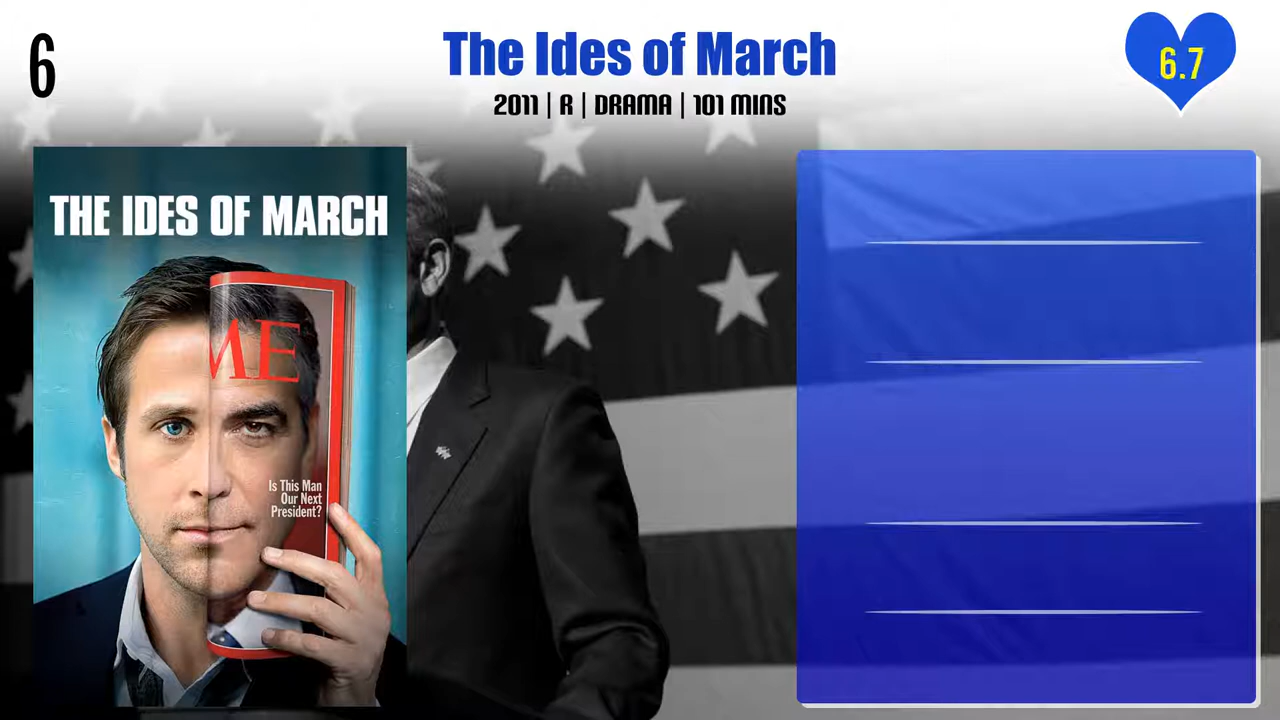 6
The Ides of March
2011 | R | DRAMA | 101 MINS
6.7
THE IDES OF MARCH
ME
Is This Man
Our Next
President?